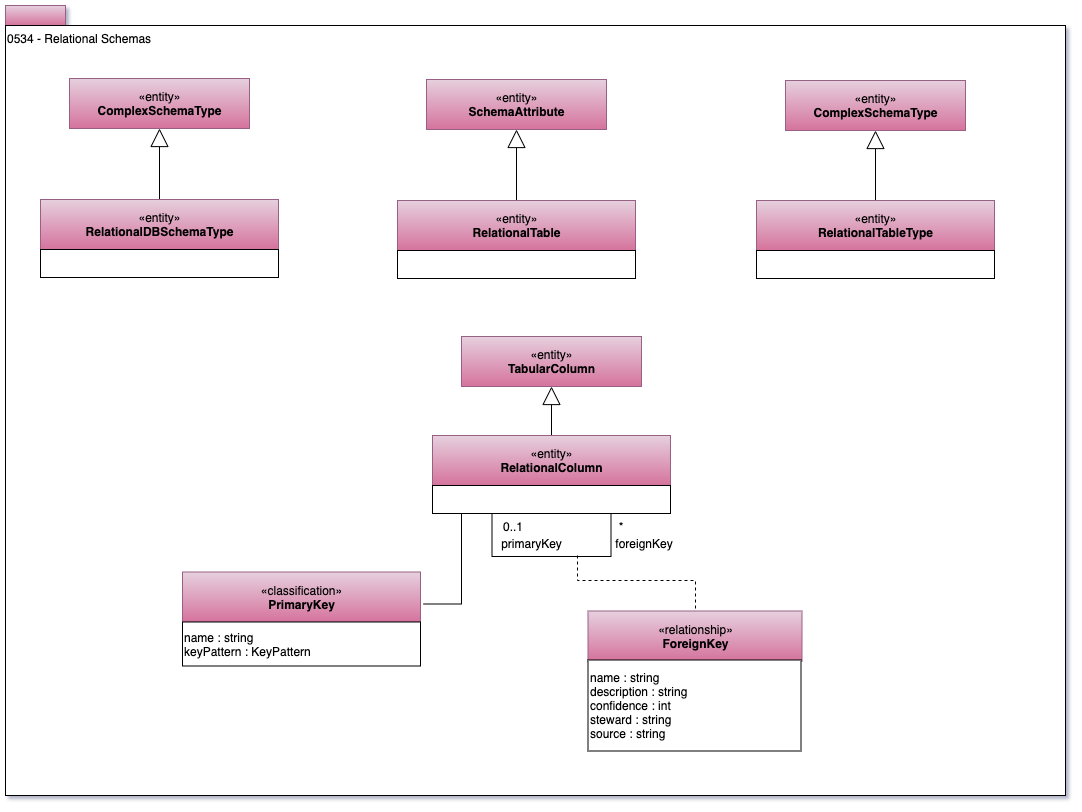 0534 - Relational Schemas
«entity»
ComplexSchemaType
«entity»
SchemaAttribute
«entity»
ComplexSchemaType
«entity»
RelationalDBSchemaType
«entity»
RelationalTable
«entity»
RelationalTableType
«entity»
TabularColumn
«entity»
RelationalColumn
0..1
*
primaryKey
foreignKey
«classification»
PrimaryKey
name : string
keyPattern : KeyPattern
«relationship»
ForeignKey
name : string
description : string
confidence : int
steward : string
source : string